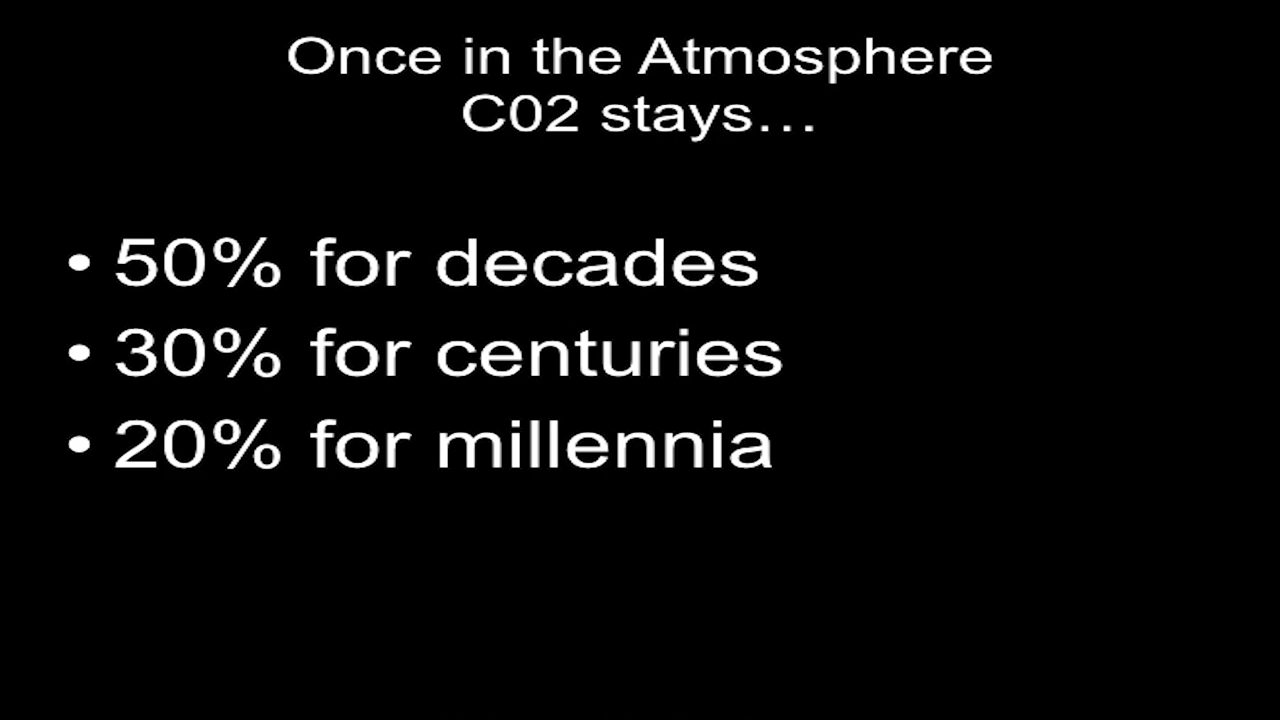 Once in the Atmosphere
C02 stays…
• 50% for decades
• 30% for centuries
• 20% for millennia